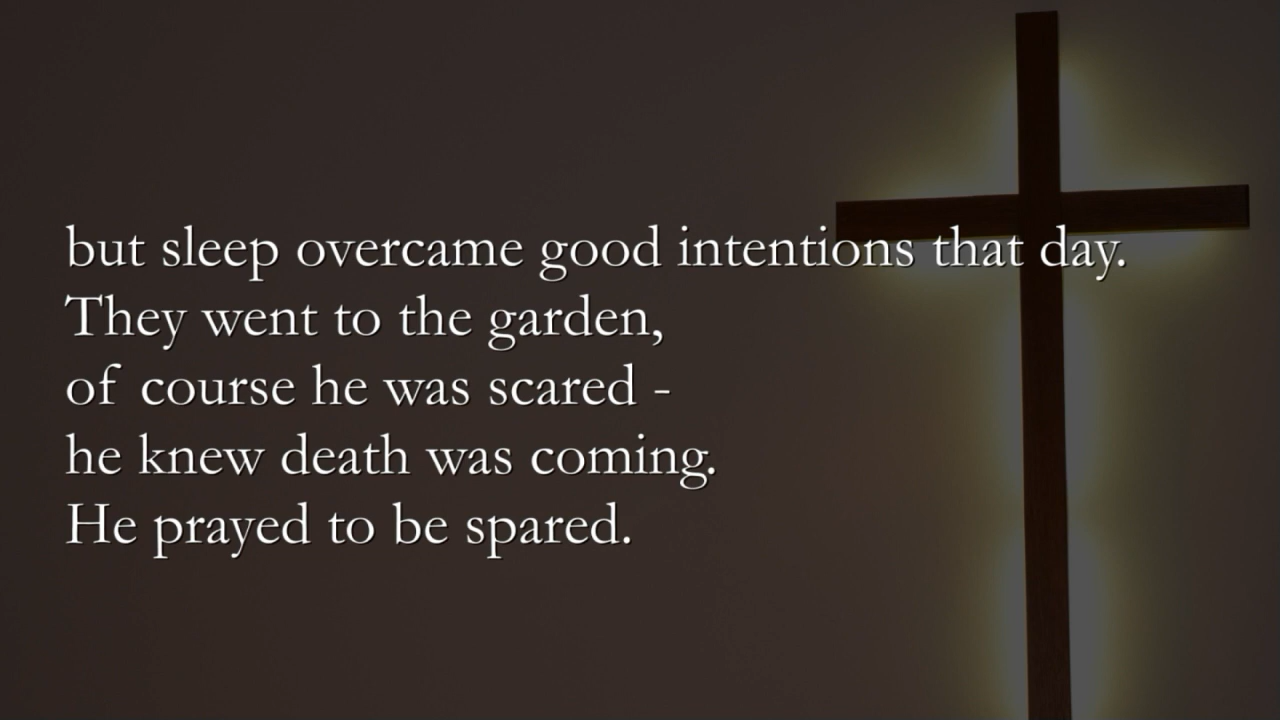 but sleep overcame good intentions that day.
They went to the garden,
of course he was scared -
he knew death was coming.
He prayed to be spared.